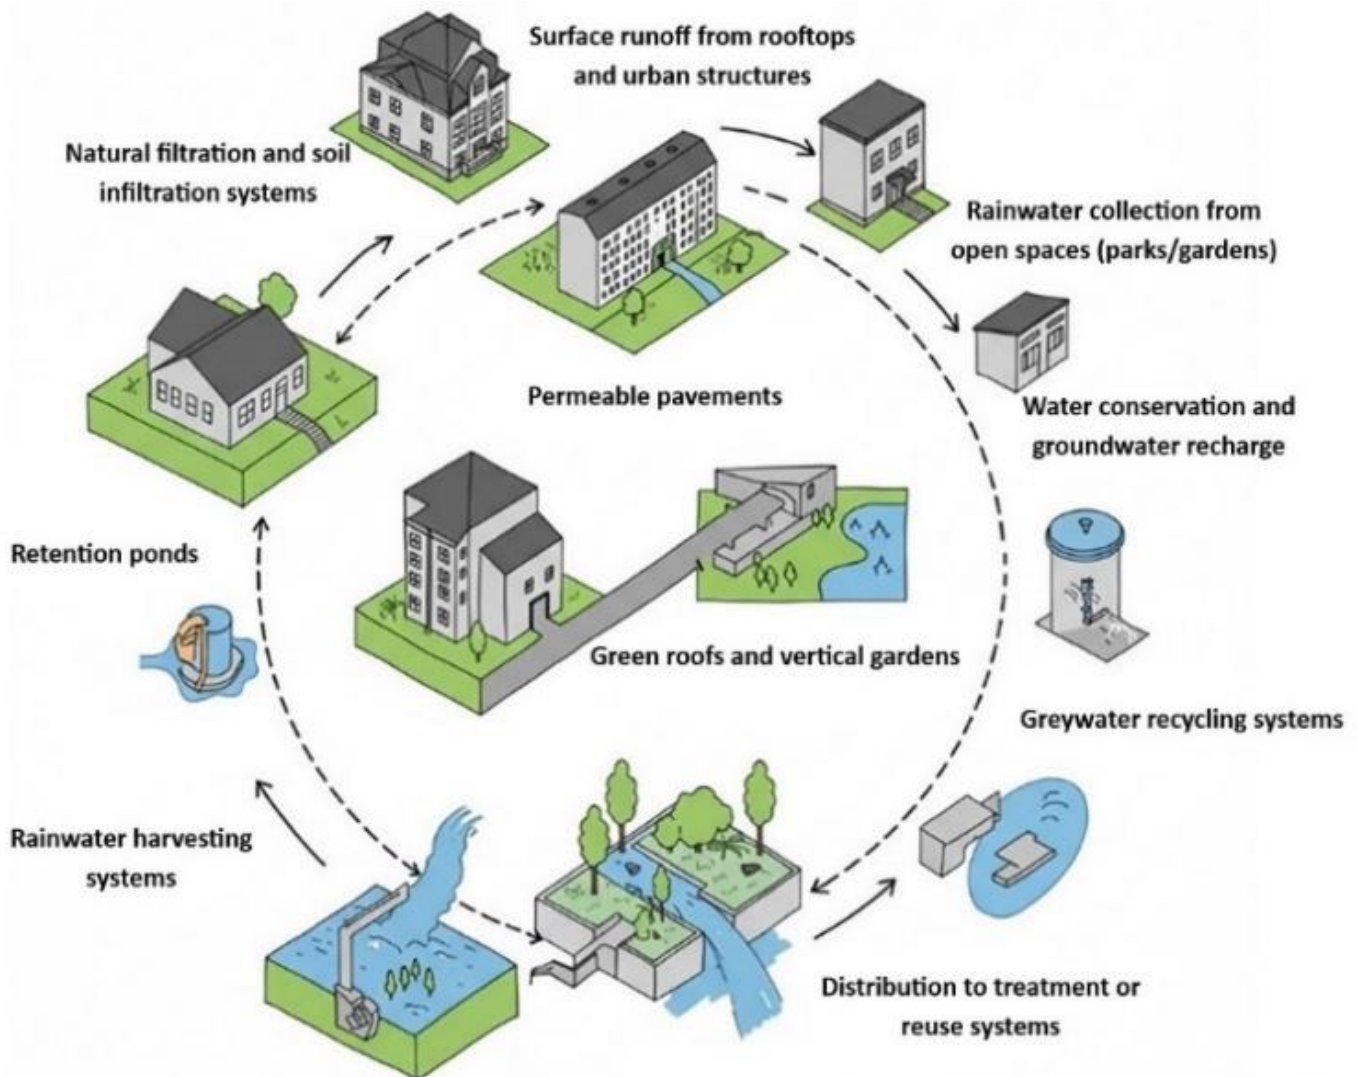 Surface runoff from rooftops
and urban structures
Natural filtration and soil
infiltration systems
Rainwater collection from
open spaces (parks/gardens)
Permeable pavements
Water conservation and
groundwater recharge
Retention ponds
Green roofs and vertical gardens
Greywater recycling systems
Rainwater harvesting
systems
Distribution to treatment or
reuse systems